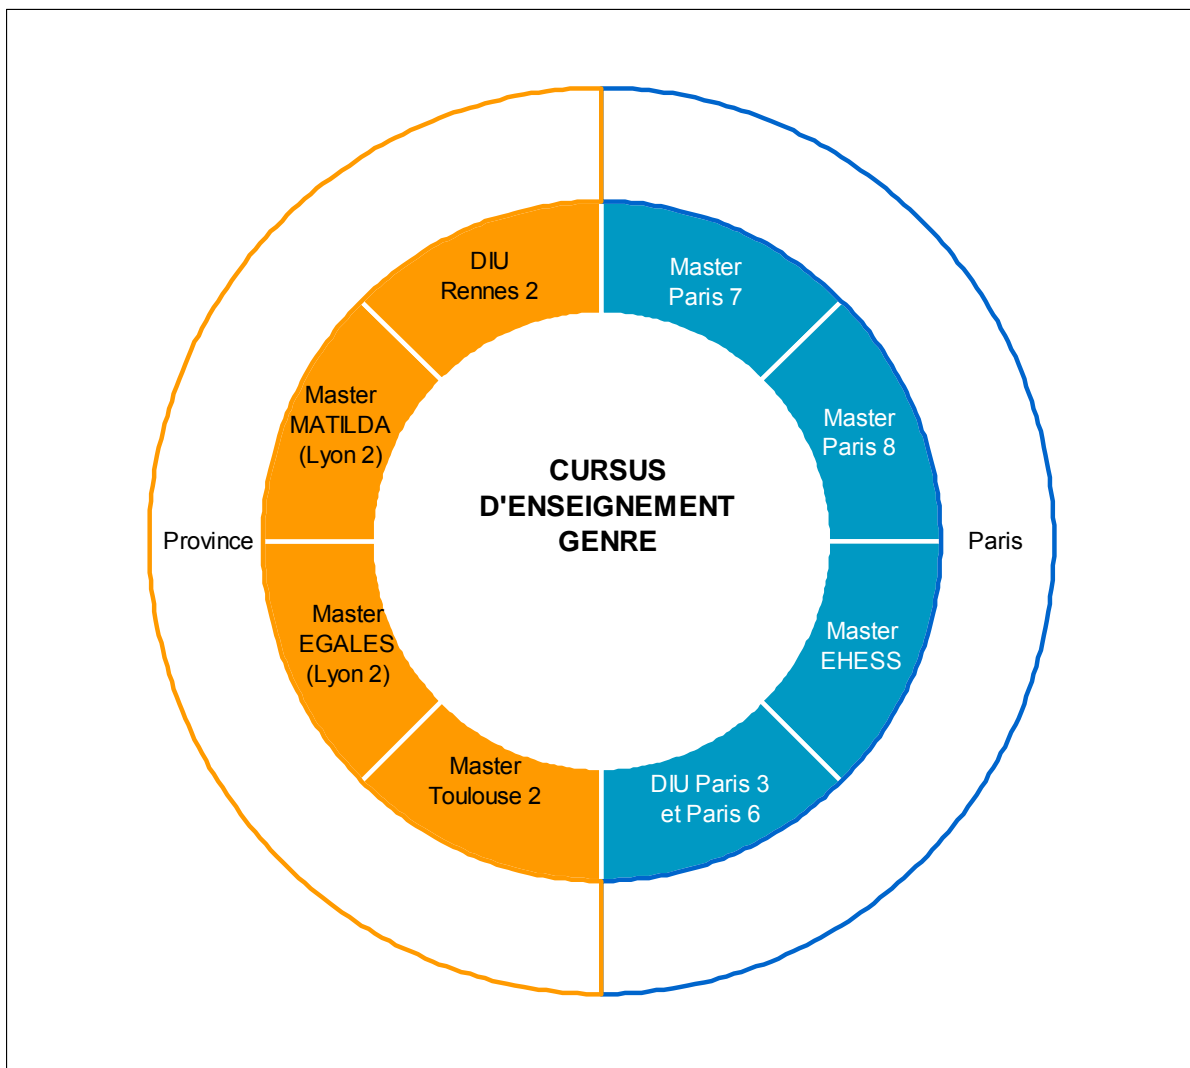 DIU
Rennes 2
Master
Paris 7
Master
MATILDA
(Lyon 2)
Master
Paris 8
CURSUS
D'ENSEIGNEMENT
GENRE
Province
Paris
Master
EGALES
(Lyon 2)
Master
EHESS
Master
Toulouse 2
DIU Paris 3
et Paris 6